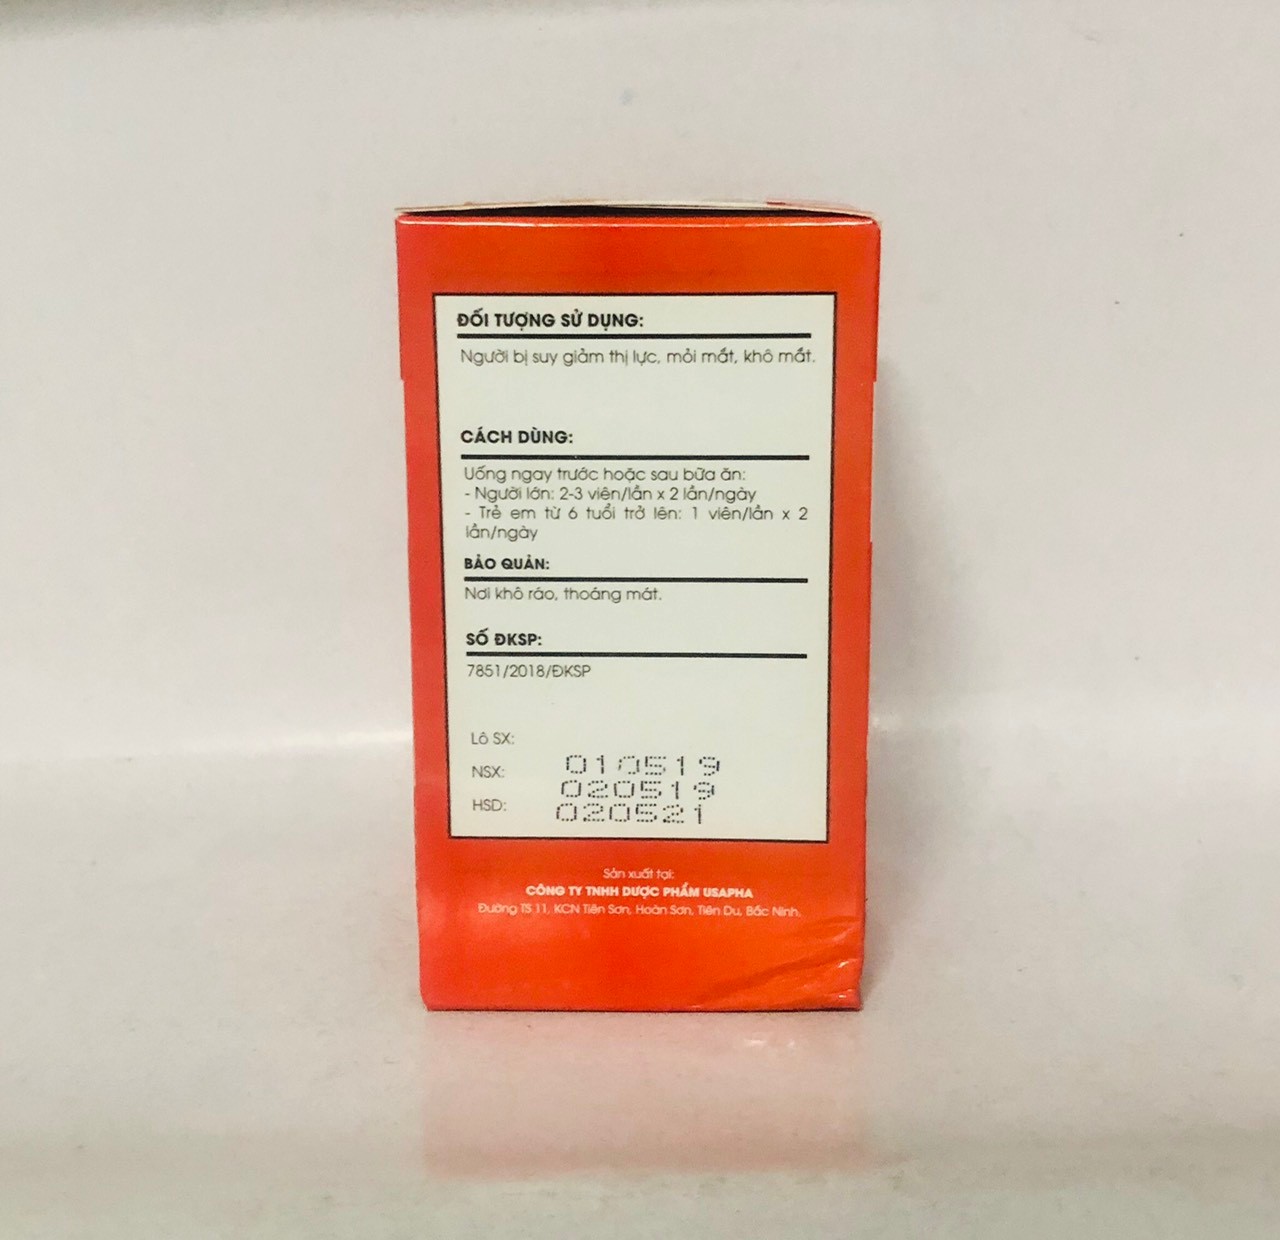 ĐỐI TƯỢNG SỬ DỤNG:
Người bị suy giảm thị lực, mỏi mắt, khô mắt.
CÁCH DÙNG:
Uống ngay trước hoặc sau bữa ăn:
- Người lớn: 2-3 viên/lần x 2 lần/ngày
- Trẻ em từ 6 tuổi trở lên: 1 viên/lần x 2
lần/ngày
BẢO QUẢN:
Nơi khô ráo, thoáng mát.
SỐ ĐKSP:
7851/2018/ĐKSP
Lô SX:
010519
NSX:
020519
HSD:
020521
Sản xuất tại:
CÔNG TY TNHH DƯỢC PHẨM USAPHA
Đường TS 11, KCN Tiên Sơn, Hoàn Sơn, Tiên Du, Bắc Ninh.